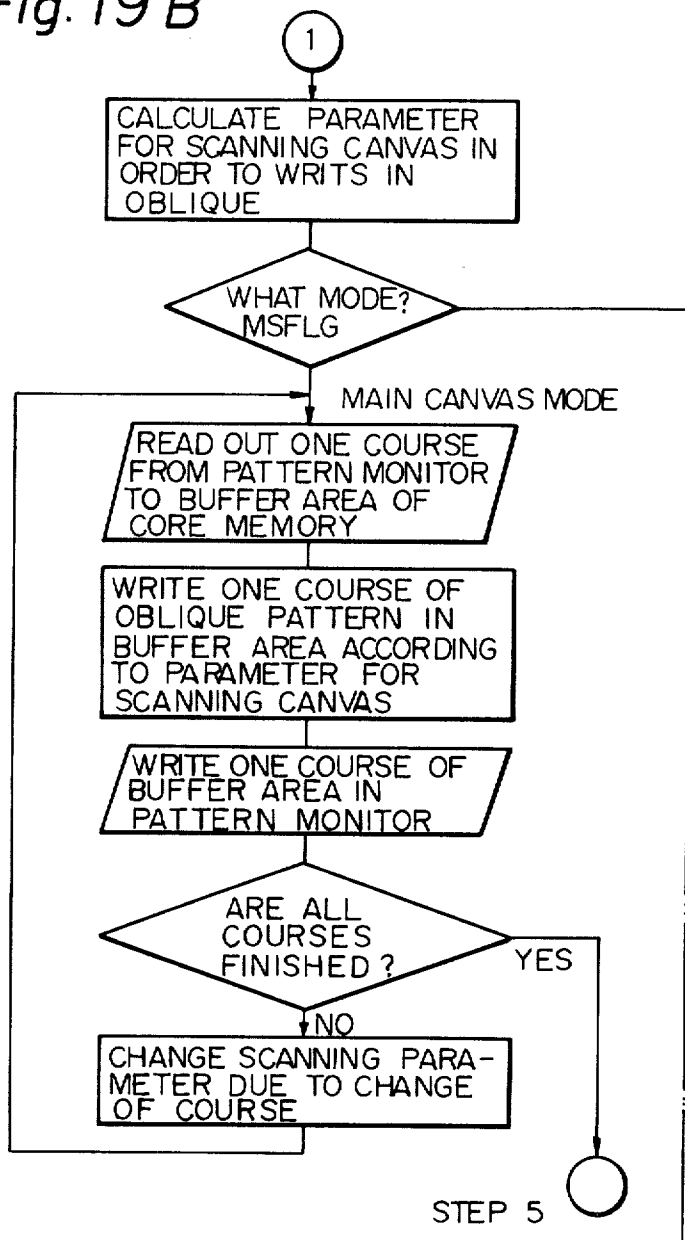 Fig. 19 B
1
CALCULATE PARAMETER
FOR SCANNING CANVAS IN
ORDER TO WRITS IN
OBLIQUE
WHAT MODE?
MSFLG
MAIN CANVAS MODE
READ OUT ONE COURSE
FROM PATTERN MONITOR
TO BUFFER AREA OF
CORE MEMORY
WRITE ONE COURSE OF
OBLIQUE PATTERN IN
BUFFER AREA ACCORDING
TO PARAMETER FOR
SCANNING CANVAS
WRITE ONE COURSE OF
BUFFER AREA IN
PATTERN MONITOR
ARE ALL
COURSES
FINISHED?
YES
NO
CHANGE SCANNING PARA-
METER DUE TO CHANGE
OF COURSE
STEP 5